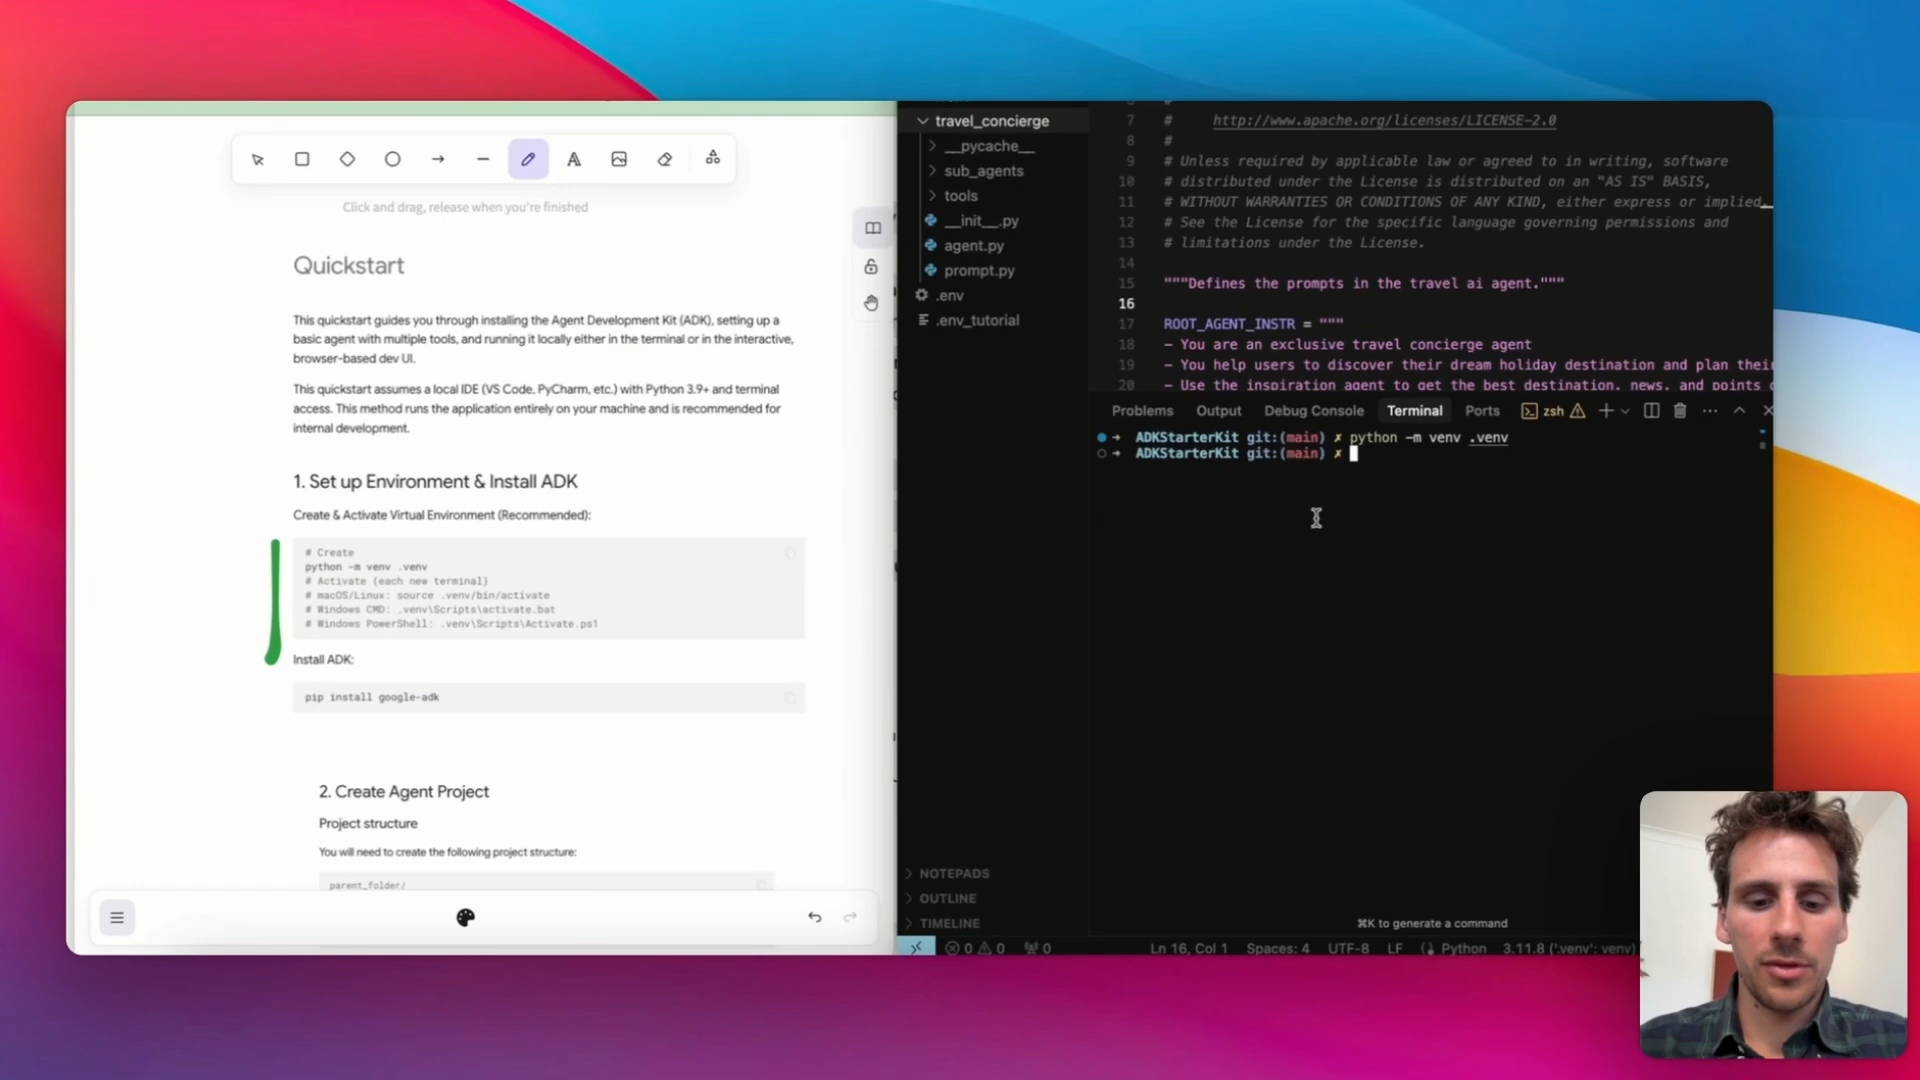 Click and drag, release when you're finished
Quickstart
This quickstart guides you through installing the Agent Development Kit (ADK), setting up a
basic agent with multiple tools, and running it locally either in the terminal or in the interactive,
browser-based dev UI.
This quickstart assumes a local IDE (VS Code, PyCharm, etc.) with Python 3.9+ and terminal
access. This method runs the application entirely on your machine and is recommended for
internal development.
1. Set up Environment & Install ADK
Create & Activate Virtual Environment (Recommended):
# Create
python -m venv .venv
# Activate (each new terminal)
# macOS/Linux: source .venv/bin/activate
# Windows CMD: .venv\Scripts\activate.bat
# Windows PowerShell: .venv\Scripts\Activate.ps1
Install ADK:
pip install google-adk
2. Create Agent Project
Project structure
You will need to create the following project structure:
parent_folder/
travel_concierge
__pycache__
sub_agents
tools
__init__.py
agent.py
prompt.py
.env
.env_tutorial
NOTEPADS
OUTLINE
TIMELINE
7 # http://www.apache.org/licenses/LICENSE-2.0
8 #
9 # Unless required by applicable law or agreed to in writing, software
10 # distributed under the License is distributed on an "AS IS" BASIS,
11 # WITHOUT WARRANTIES OR CONDITIONS OF ANY KIND, either express or implied.
12 # See the License for the specific language governing permissions and
13 # limitations under the License.
14
15 """Defines the prompts in the travel ai agent."""
16
17 ROOT_AGENT_INSTR = """
18 - You are an exclusive travel concierge agent
19 - You help users to discover their dream holiday destination and plan their
20 - Use the inspiration agent to get the best destination, news, and points
Problems Output Debug Console Terminal Ports zsh
ADKStarterKit git:(main) ✗ python -m venv .venv
ADKStarterKit git:(main) ✗
⌘K to generate a command
0 0 0 Ln 16, Col 1 Spaces: 4 UTF-8 LF Python 3.11.8 ('.venv': venv)